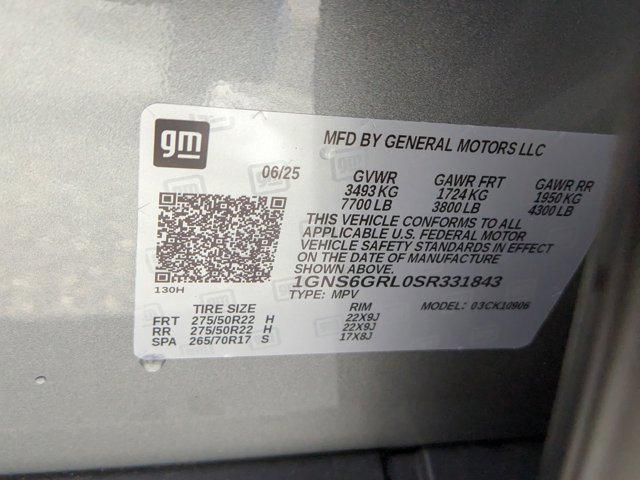 gm
MFD BY GENERAL MOTORS LLC
06/25 GVWR GAWR FRT GAWR RR
3493 KG 1724 KG 1950 KG
7700 LB 3800 LB 4300 LB
THIS VEHICLE CONFORMS TO ALL
APPLICABLE U.S. FEDERAL MOTOR
VEHICLE SAFETY STANDARDS IN EFFECT
ON THE DATE OF MANUFACTURE
SHOWN ABOVE.
1GNS6GRL0SR331843
130H
TYPE: MPV MODEL: 03CK10906
TIRE SIZE RIM
FRT 275/50R22 H 22X9J
RR 275/50R22 H 22X9J
SPA 265/70R17 S 17X8J